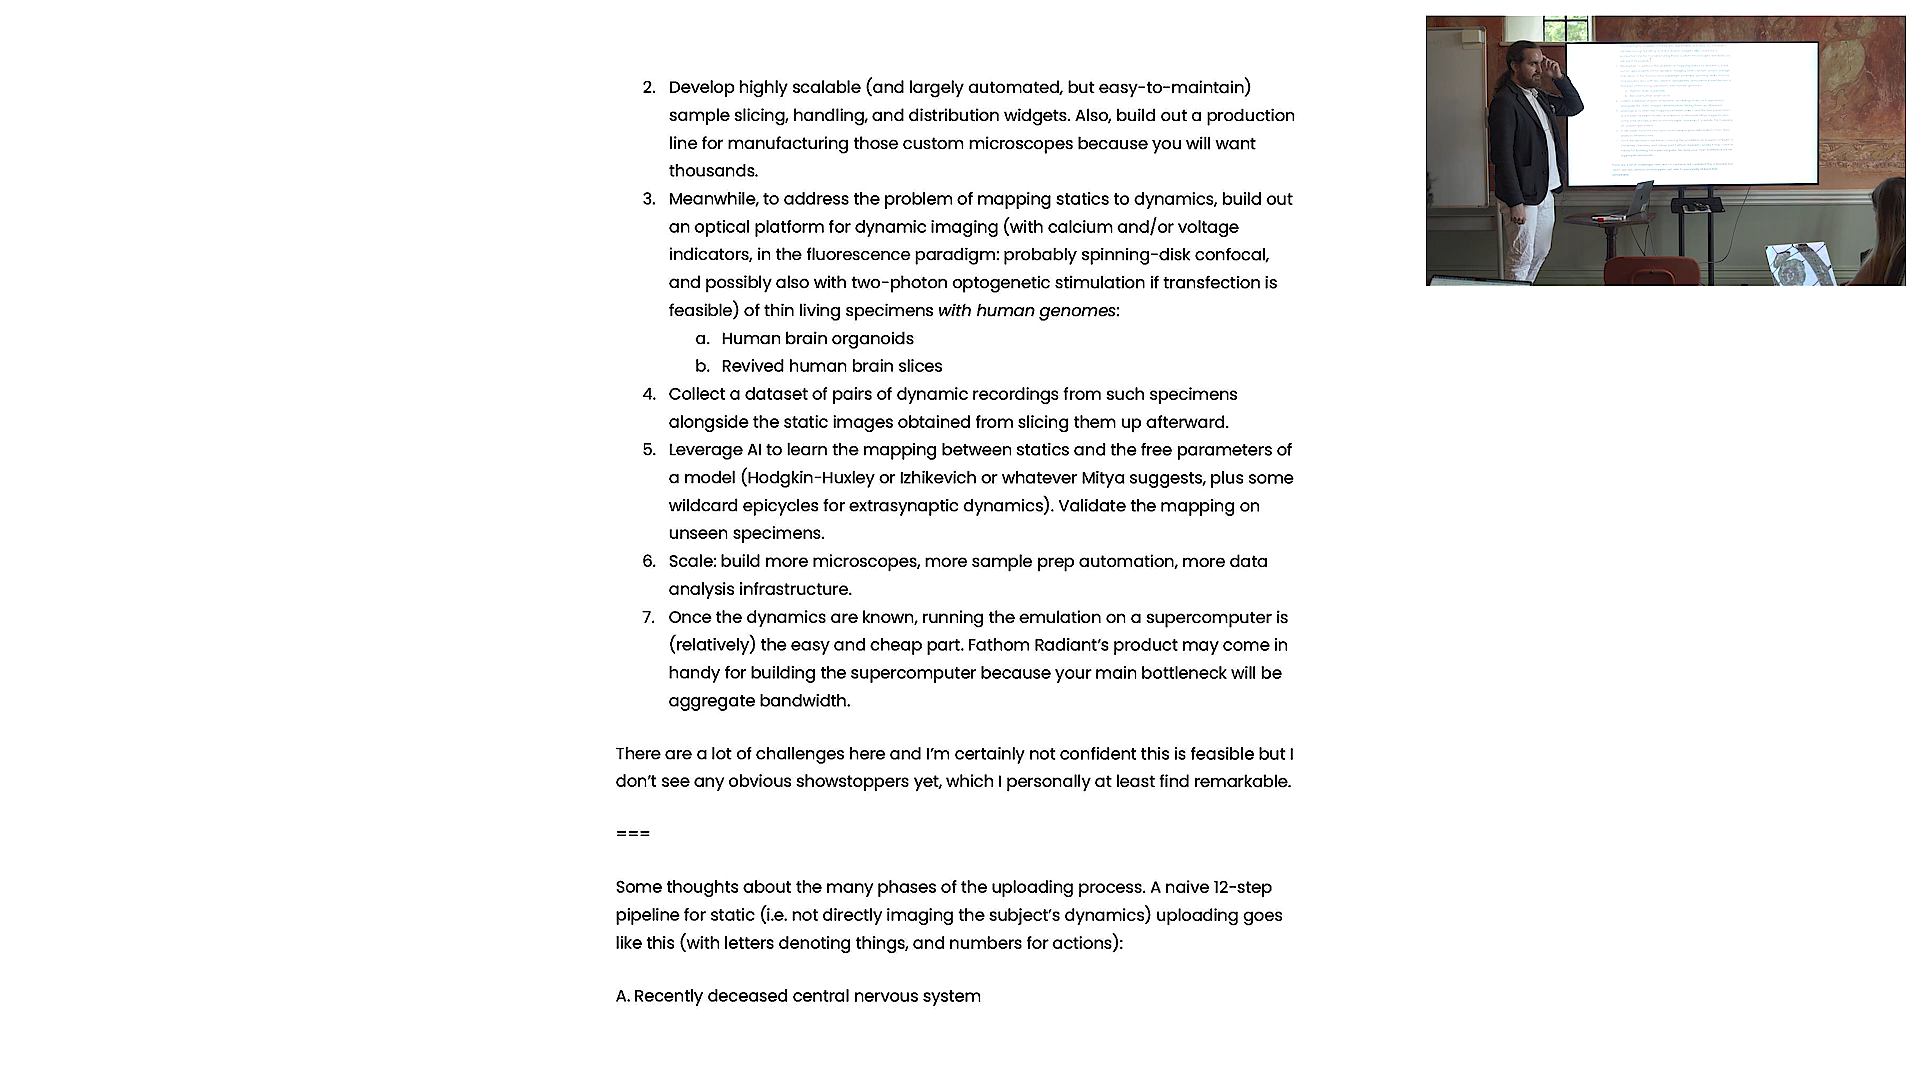 2. Develop highly scalable (and largely automated, but easy-to-maintain)
sample slicing, handling, and distribution widgets. Also, build out a production
line for manufacturing those custom microscopes because you will want
thousands.
3. Meanwhile, to address the problem of mapping statics to dynamics, build out
an optical platform for dynamic imaging (with calcium and/or voltage
indicators, in the fluorescence paradigm: probably spinning-disk confocal,
and possibly also with two-photon optogenetic stimulation if transfection is
feasible) of thin living specimens with human genomes:
a. Human brain organoids
b. Revived human brain slices
4. Collect a dataset of pairs of dynamic recordings from such specimens
alongside the static images obtained from slicing them up afterward.
5. Leverage AI to learn the mapping between statics and the free parameters of
a model (Hodgkin-Huxley or Izhikevich or whatever Mitya suggests, plus some
wildcard epicycles for extrasynaptic dynamics). Validate the mapping on
unseen specimens.
6. Scale: build more microscopes, more sample prep automation, more data
analysis infrastructure.
7. Once the dynamics are known, running the emulation on a supercomputer is
(relatively) the easy and cheap part. Fathom Radiant's product may come in
handy for building the supercomputer because your main bottleneck will be
aggregate bandwidth.
There are a lot of challenges here and I'm certainly not confident this is feasible but I
don't see any obvious showstoppers yet, which I personally at least find remarkable.
===
Some thoughts about the many phases of the uploading process. A naive 12-step
pipeline for static (i.e. not directly imaging the subject's dynamics) uploading goes
like this (with letters denoting things, and numbers for actions):
A. Recently deceased central nervous system